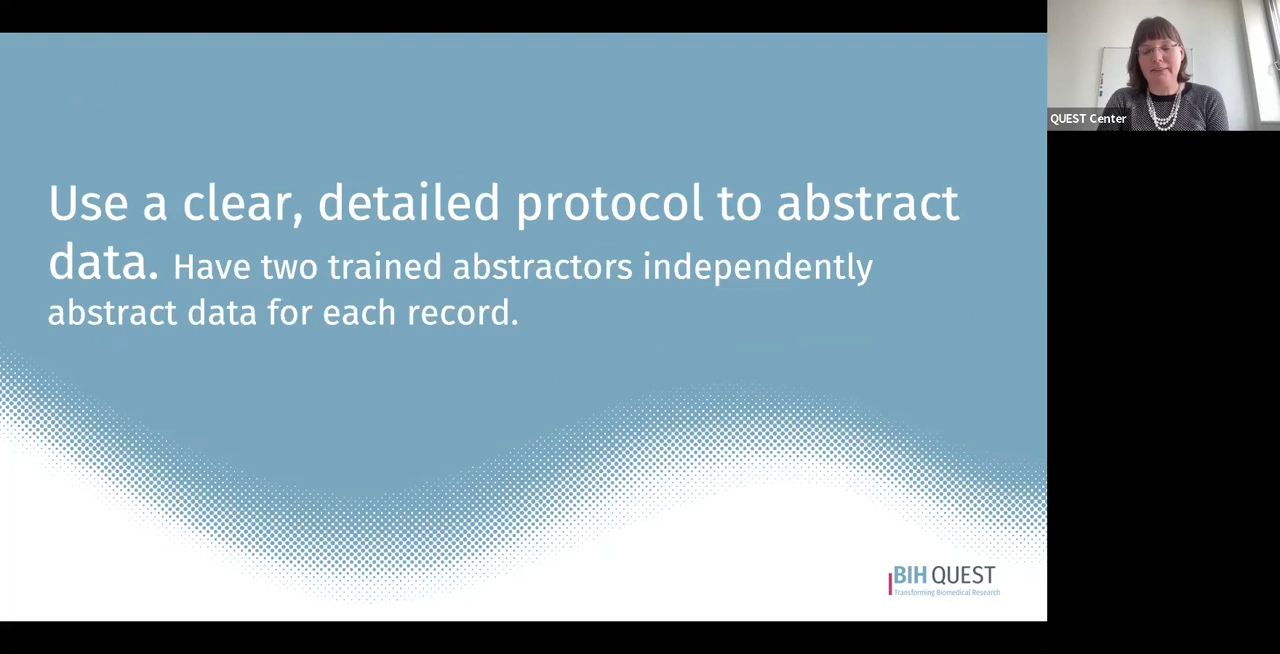 Use a clear, detailed protocol to abstract
data. Have two trained abstractors independently
abstract data for each record.
QUEST Center
BIH QUEST
Transforming Biomedical Research